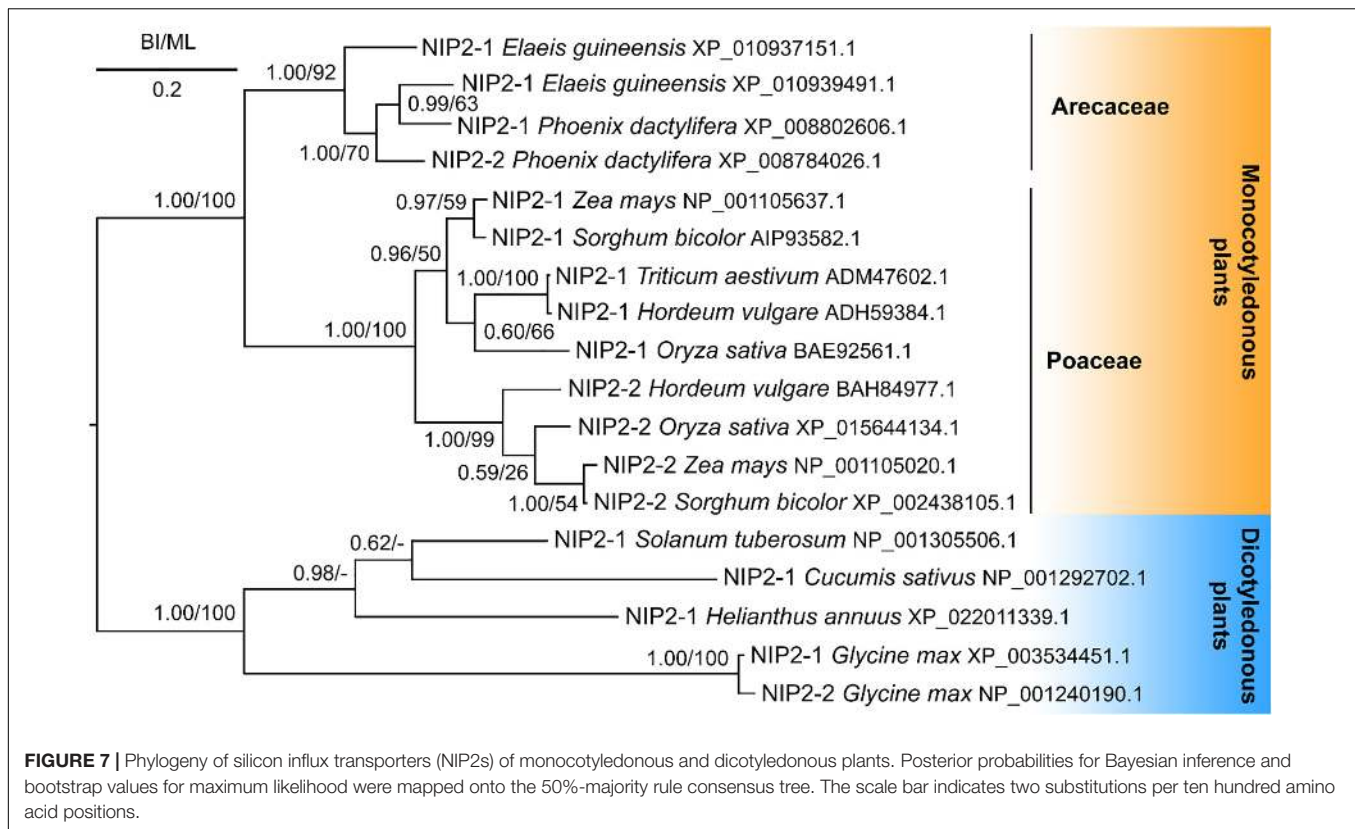 BI/ML
0.2
NIP2-1 Elaeis guineensis XP_010937151.1
1.00/92
NIP2-1 Elaeis guineensis XP_010939491.1
0.99/63
NIP2-1 Phoenix dactylifera XP_008802606.1
1.00/70
NIP2-2 Phoenix dactylifera XP_008784026.1
Arecaceae
1.00/100
0.97/59
NIP2-1 Zea mays NP_001105637.1
NIP2-1 Sorghum bicolor AIP93582.1
0.96/50
1.00/100
NIP2-1 Triticum aestivum ADM47602.1
NIP2-1 Hordeum vulgare ADH59384.1
1.00/100
0.60/66
NIP2-1 Oryza sativa BAE92561.1
Poaceae
NIP2-2 Hordeum vulgare BAH84977.1
1.00/99
NIP2-2 Oryza sativa XP_015644134.1
0.59/26
NIP2-2 Zea mays NP_001105020.1
1.00/54
NIP2-2 Sorghum bicolor XP_002438105.1
Monocotyledonous
plants
0.62/-
NIP2-1 Solanum tuberosum NP_001305506.1
0.98/-
NIP2-1 Cucumis sativus NP_001292702.1
1.00/100
NIP2-1 Helianthus annuus XP_022011339.1
1.00/100
NIP2-1 Glycine max XP_003534451.1
NIP2-2 Glycine max NP_001240190.1
Dicotyledonous
plants
FIGURE 7 | Phylogeny of silicon influx transporters (NIP2s) of monocotyledonous and dicotyledonous plants. Posterior probabilities for Bayesian inference and
bootstrap values for maximum likelihood were mapped onto the 50%-majority rule consensus tree. The scale bar indicates two substitutions per ten hundred amino
acid positions.